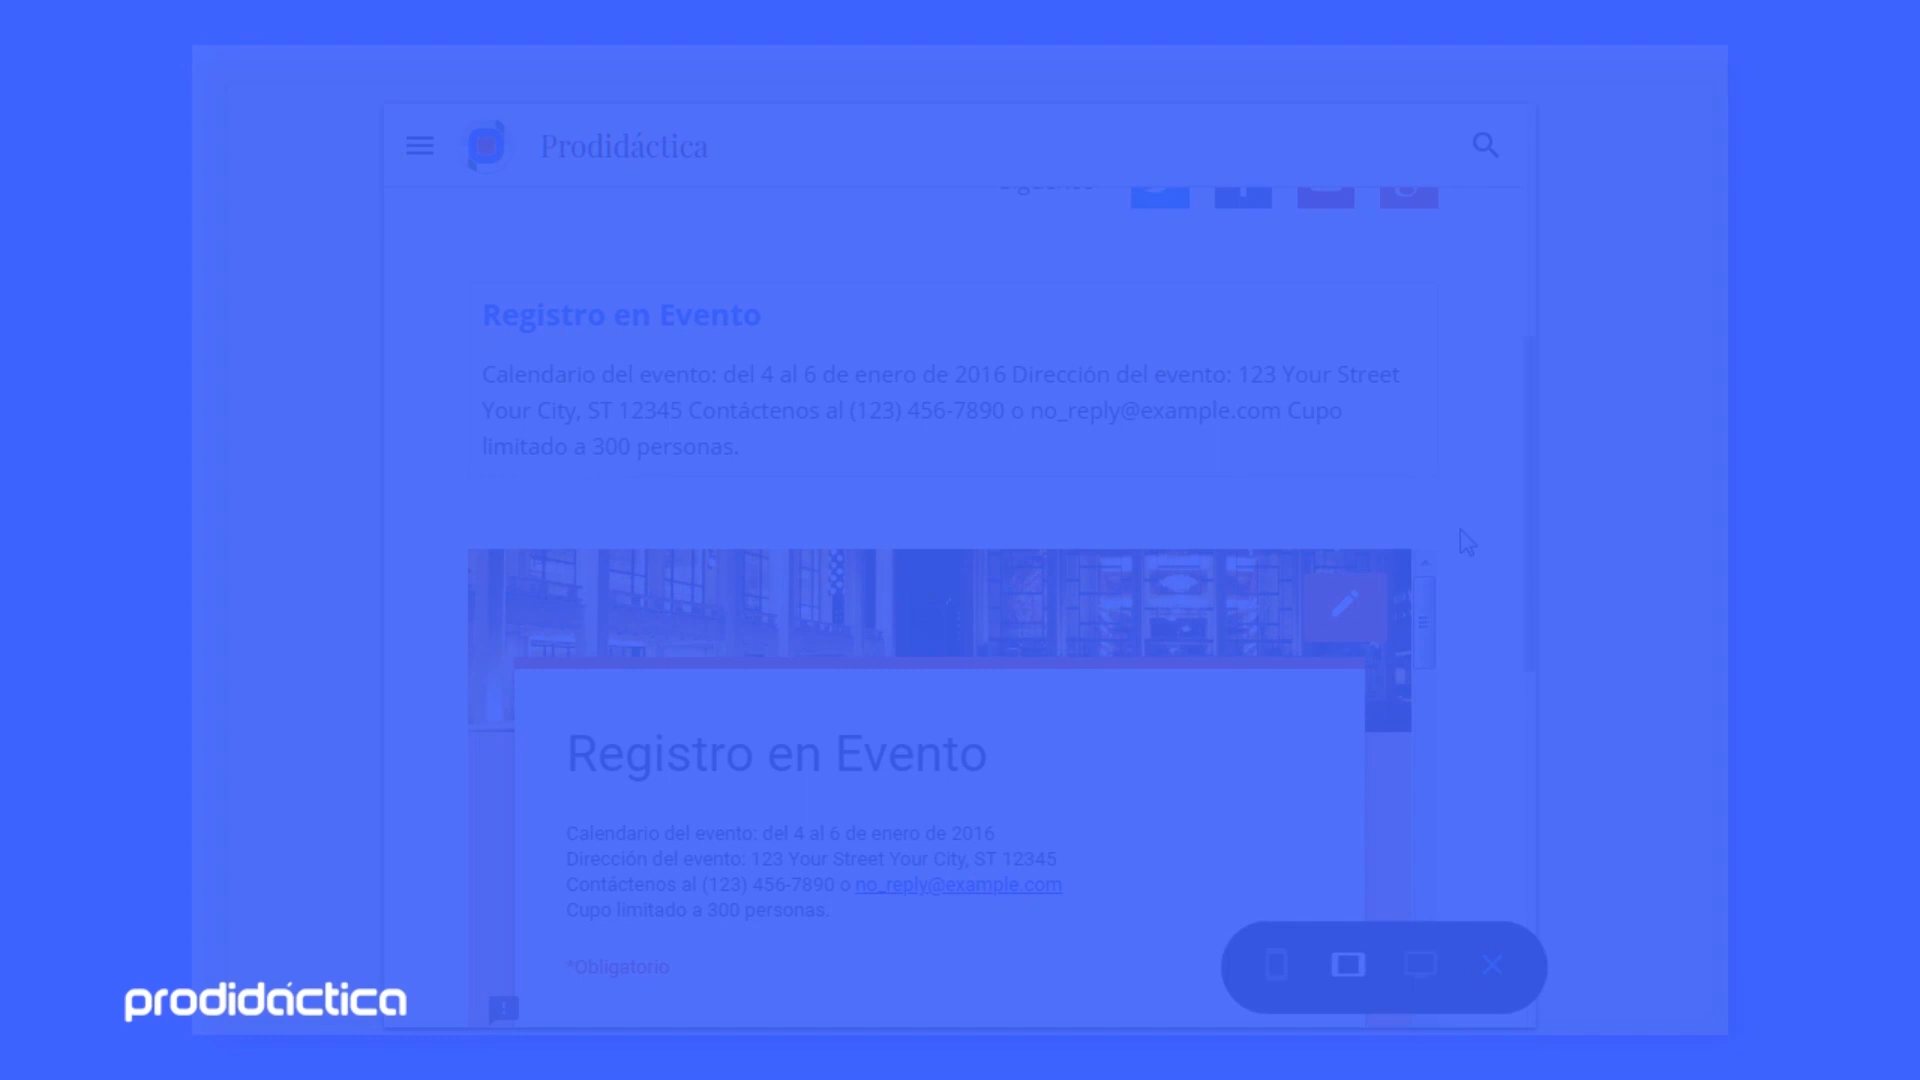 Prodidáctica
Registro en Evento
Calendario del evento: del 4 al 6 de enero de 2016 Dirección del evento: 123 Your Street
Your City, ST 12345 Contáctenos al (123) 456-7890 o no_reply@example.com Cupo
limitado a 300 personas.
Registro en Evento
Calendario del evento: del 4 al 6 de enero de 2016
Dirección del evento: 123 Your Street Your City, ST 12345
Contáctenos al (123) 456-7890 o no_reply@example.com
Cupo limitado a 300 personas.
*Obligatorio
prodidáctica